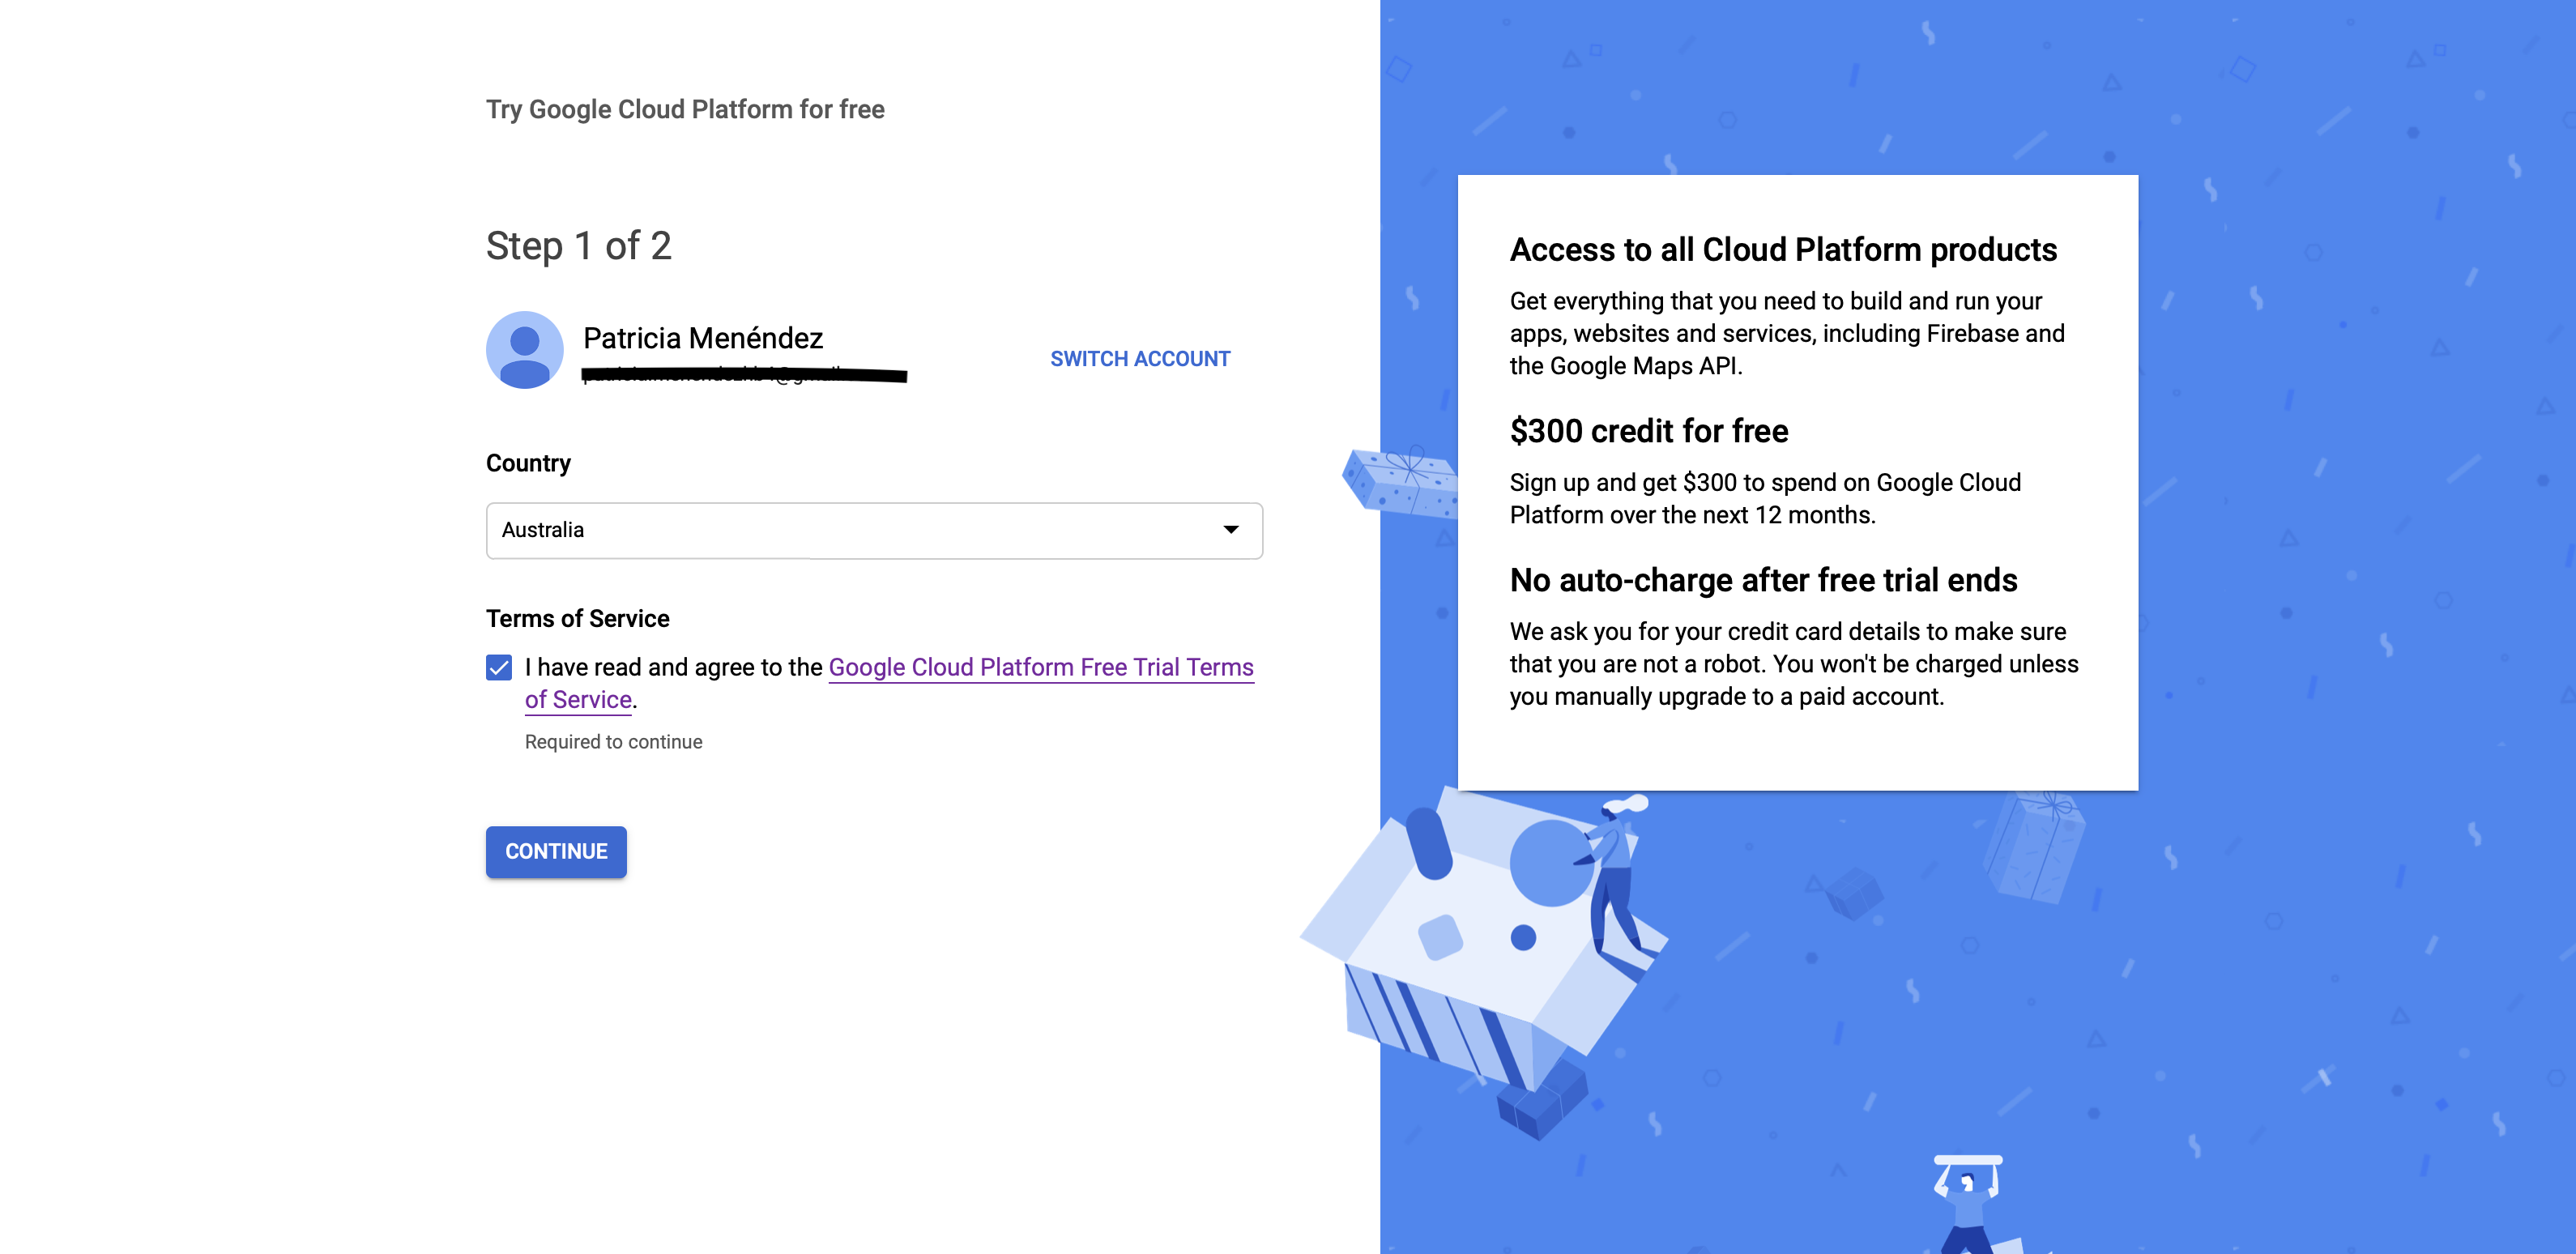 Try Google Cloud Platform for free
Step 1 of 2
Patricia Menéndez
SWITCH ACCOUNT
Country
Australia
Terms of Service
I have read and agree to the Google Cloud Platform Free Trial Terms
of Service.
Required to continue
CONTINUE
Access to all Cloud Platform products
Get everything that you need to build and run your
apps, websites and services, including Firebase and
the Google Maps API.
$300 credit for free
Sign up and get $300 to spend on Google Cloud
Platform over the next 12 months.
No auto-charge after free trial ends
We ask you for your credit card details to make sure
that you are not a robot. You won't be charged unless
you manually upgrade to a paid account.